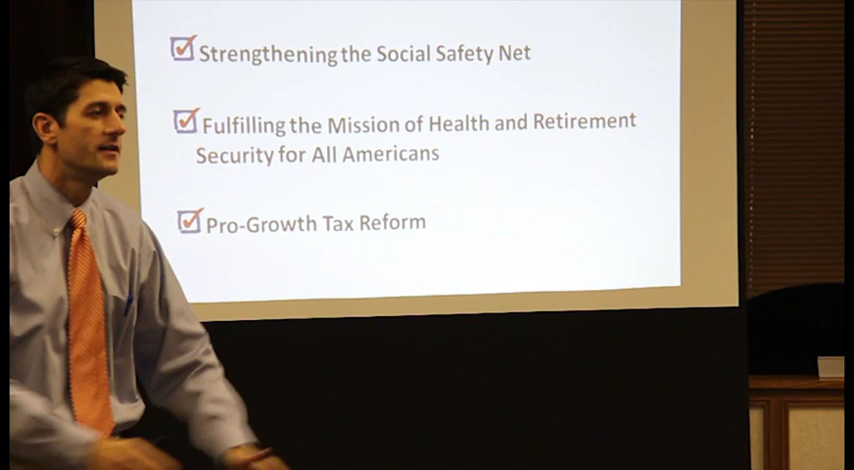 Strengthening the Social Safety Net
Fulfilling the Mission of Health and Retirement
Security for All Americans
Pro-Growth Tax Reform